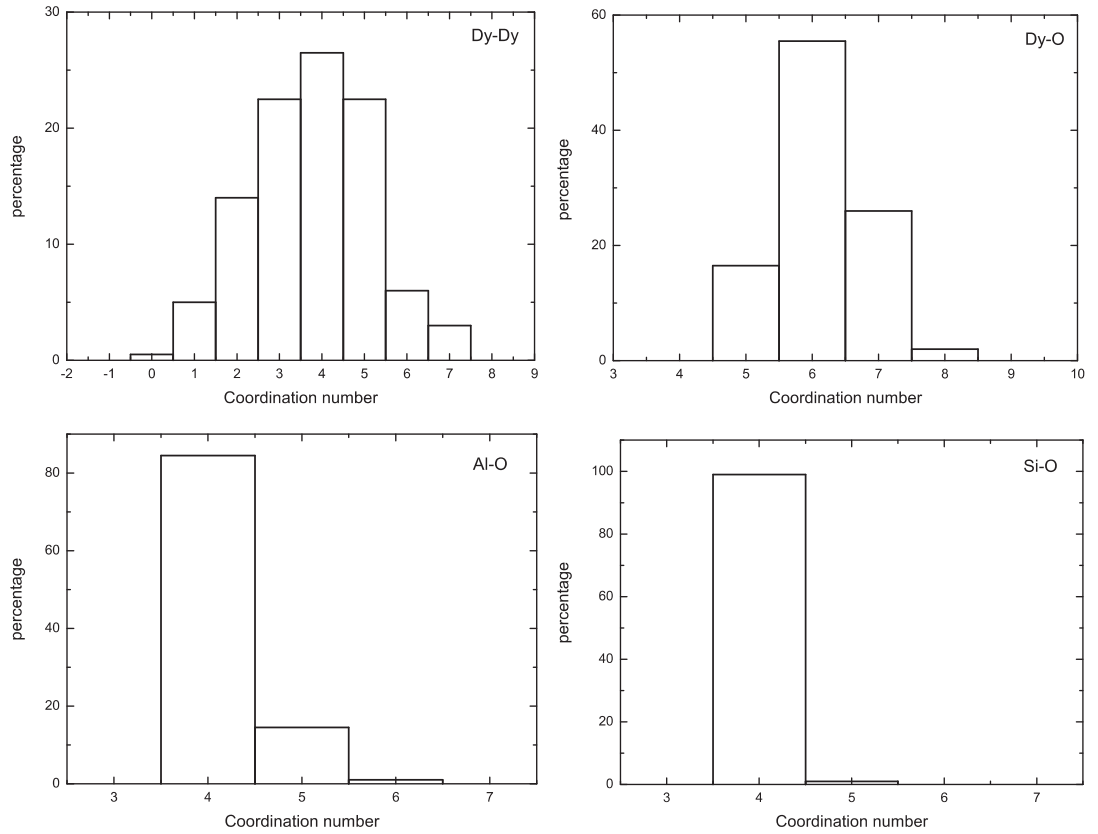 Dy-Dy
30
20
10
0
percentage
-2 -1 0 1 2 3 4 5 6 7 8 9
Coordination number
Dy-O
60
40
20
0
percentage
3 4 5 6 7 8 9 10
Coordination number
Al-O
80
60
40
20
0
percentage
3 4 5 6 7
Coordination number
Si-O
100
80
60
40
20
0
percentage
3 4 5 6 7
Coordination number